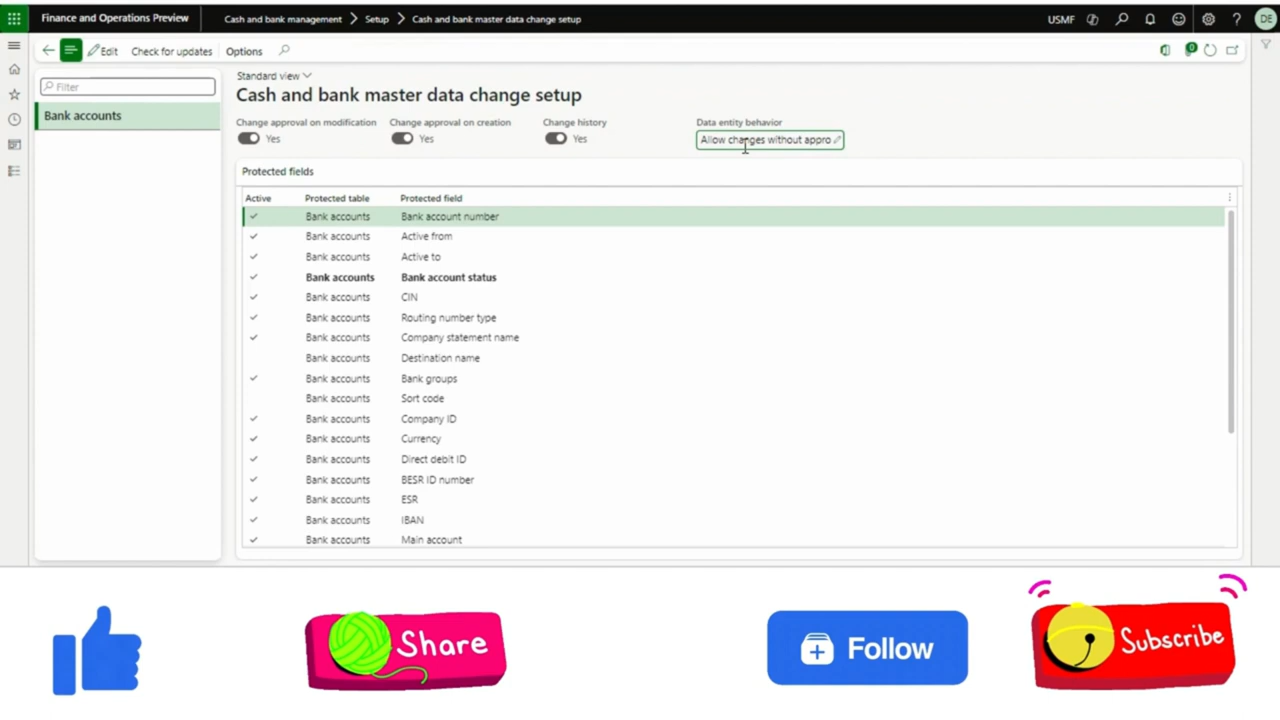 Finance and Operations Preview
Cash and bank management > Setup > Cash and bank master data change setup
USMF
DE
Edit
Check for updates
Options
0
Filter
Bank accounts
Standard view
Cash and bank master data change setup
Change approval on modification
Yes
Change approval on creation
Yes
Change history
Yes
Data entity behavior
Allow changes without appro
Protected fields
Active Protected table Protected field
Bank accounts Bank account number
Bank accounts Active from
Bank accounts Active to
Bank accounts Bank account status
Bank accounts CIN
Bank accounts Routing number type
Bank accounts Company statement name
Bank accounts Destination name
Bank accounts Bank groups
Bank accounts Sort code
Bank accounts Company ID
Bank accounts Currency
Bank accounts Direct debit ID
Bank accounts BESR ID number
Bank accounts ESR
Bank accounts IBAN
Bank accounts Main account
Share
Follow
Subscribe